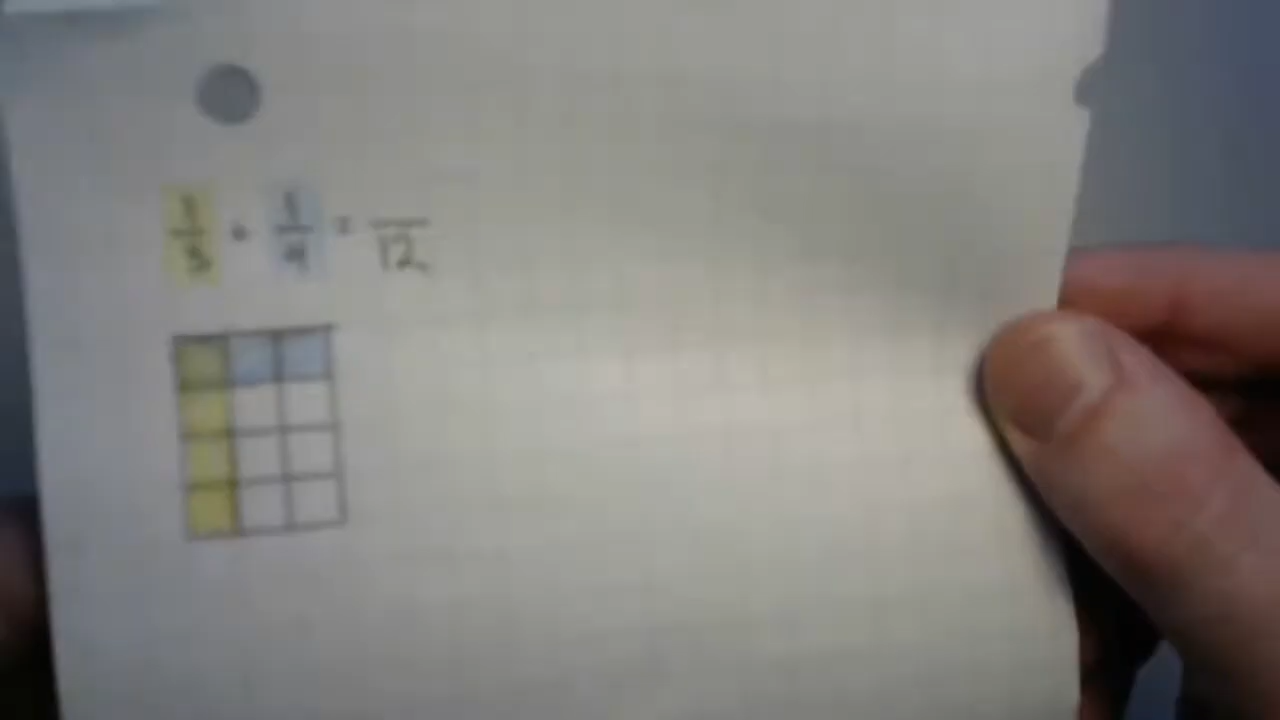 1/3 + 1/4 = /12